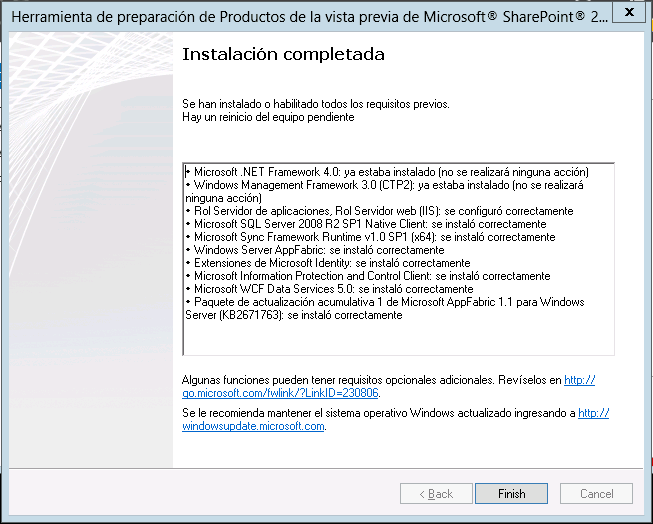 Herramienta de preparación de Productos de la vista previa de Microsoft® SharePoint® 2...
x
Instalación completada
Se han instalado o habilitado todos los requisitos previos.
Hay un reinicio del equipo pendiente
• Microsoft .NET Framework 4.0: ya estaba instalado (no se realizará ninguna acción)
• Windows Management Framework 3.0 (CTP2): ya estaba instalado (no se realizará
ninguna acción)
• Rol Servidor de aplicaciones, Rol Servidor web (IIS): se configuró correctamente
• Microsoft SQL Server 2008 R2 SP1 Native Client: se instaló correctamente
• Microsoft Sync Framework Runtime v1.0 SP1 (x64): se instaló correctamente
• Windows Server AppFabric: se instaló correctamente
• Extensiones de Microsoft Identity: se instaló correctamente
• Microsoft Information Protection and Control Client: se instaló correctamente
• Microsoft WCF Data Services 5.0: se instaló correctamente
• Paquete de actualización acumulativa 1 de Microsoft AppFabric 1.1 para Windows
Server (KB2671763): se instaló correctamente
Algunas funciones pueden tener requisitos opcionales adicionales. Revíselos en http://
go.microsoft.com/fwlink/?LinkID=230806.
Se le recomienda mantener el sistema operativo Windows actualizado ingresando a http://
windowsupdate.microsoft.com.
< Back
Finish
Cancel